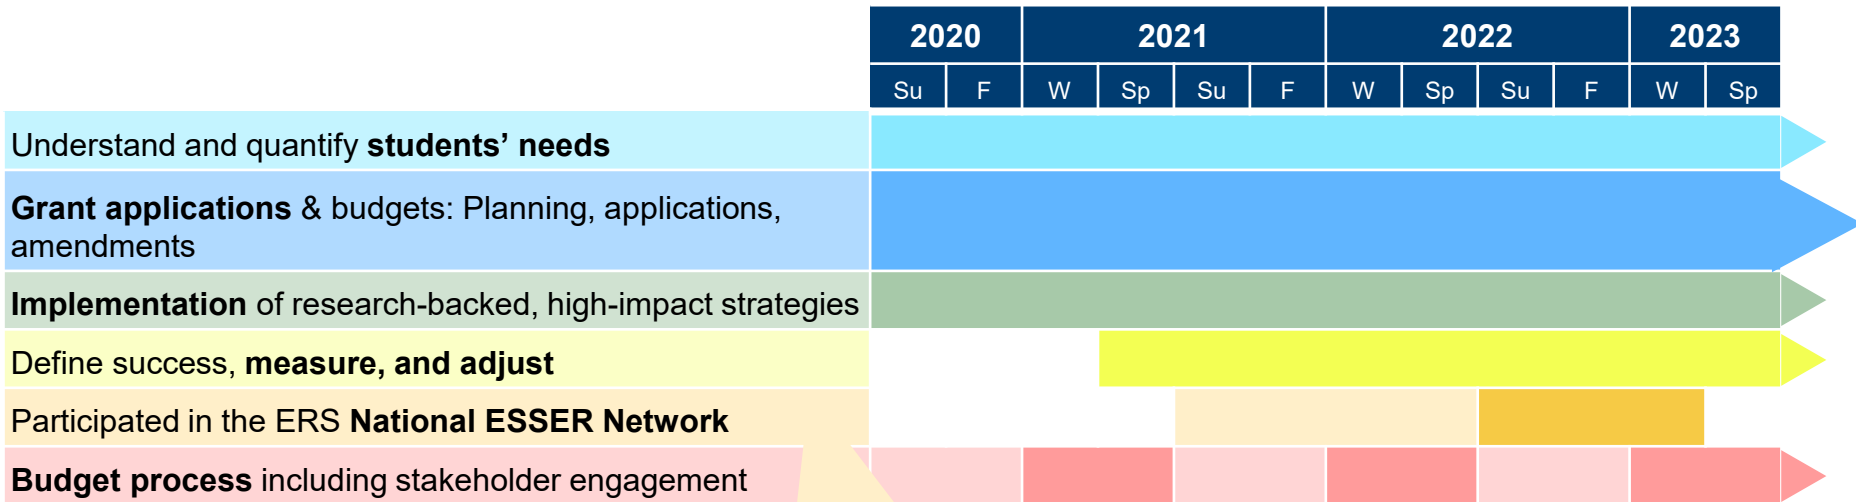 2020 2021 2022 2023
Su F W Sp Su F W Sp Su F W Sp
Understand and quantify students’ needs
Grant applications & budgets: Planning, applications,
amendments
Implementation of research-backed, high-impact strategies
Define success, measure, and adjust
Participated in the ERS National ESSER Network
Budget process including stakeholder engagement